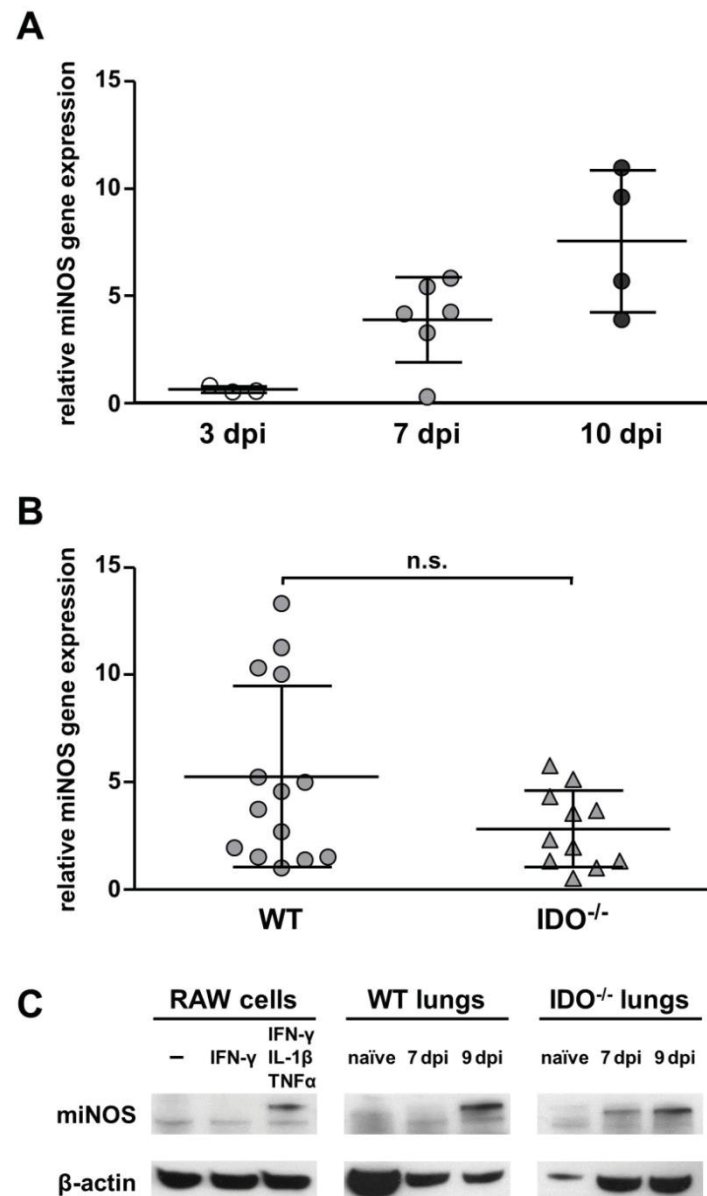 A
relative miNOS gene expression
15
10
5
0
3 dpi 7 dpi 10 dpi
B
relative miNOS gene expression
15
10
5
0
n.s.
WT IDO-/-
C
RAW cells WT lungs IDO-/- lungs
– IFN-γ IFN-γ IL-1β TNFα naïve 7 dpi 9 dpi naïve 7 dpi 9 dpi
miNOS
β-actin